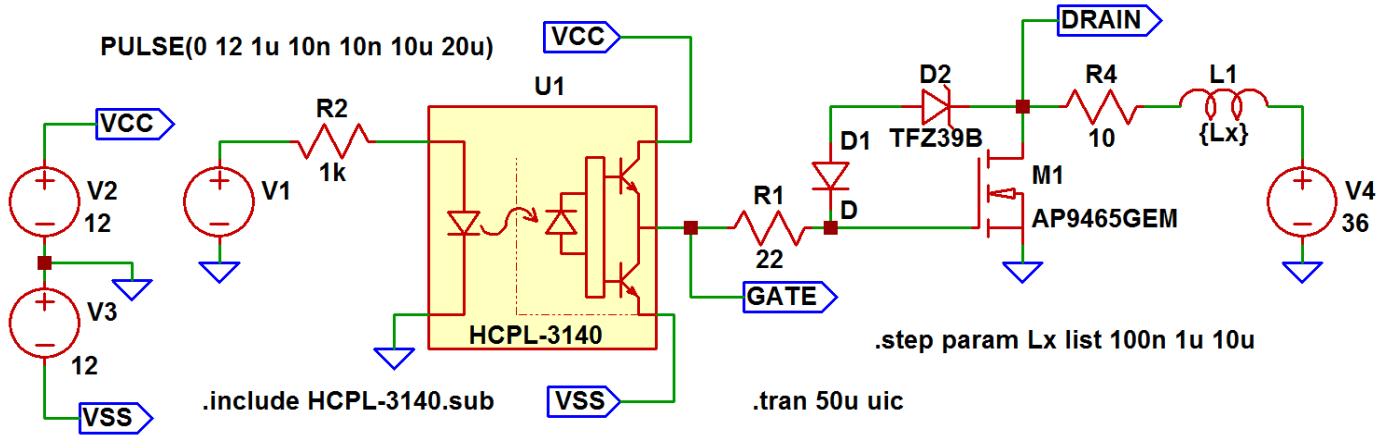 DRAIN
VCC
PULSE(0 12 1u 10n 10n 10u 20u)
D2
R4
L1
U1
R2
VCC
TFZ39B
10
{Lx}
D1
1k
V2
V1
M1
V4
R1
D
AP9465GEM
12
36
22
V3
GATE
HCPL-3140
.step param Lx list 100n 1u 10u
12
.include HCPL-3140.sub
VSS
.tran 50u uic
VSS